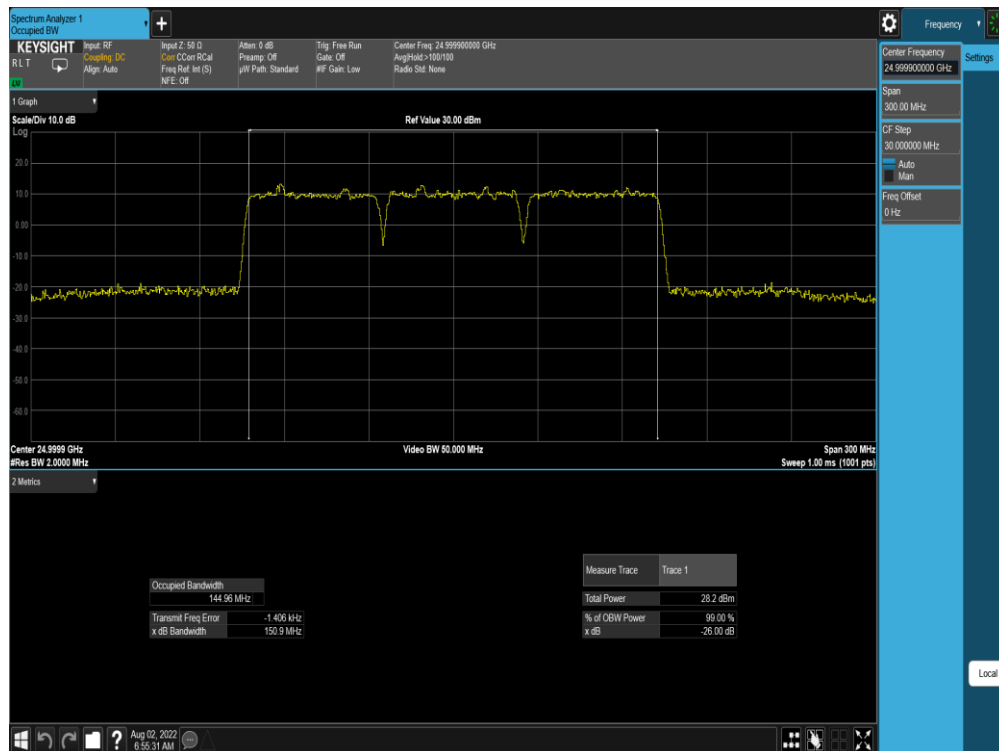 Spectrum Analyzer 1
Occupied BW
+
Frequency
KEYSIGHT
RLT
LXI
Input: RF
Coupling: DC
Align: Auto
Input Z: 50 Ω
Corr CCorr RCal
Freq Ref: Int (S)
NFE: Off
Atten: 0 dB
Preamp: Off
µW Path: Standard
Trig: Free Run
Gate: Off
#IF Gain: Low
Center Freq: 24.999900000 GHz
Avg|Hold:>100/100
Radio Std: None
Center Frequency
24.999900000 GHz
Settings
Span
300.00 MHz
CF Step
30.000000 MHz
Auto
Man
Freq Offset
0 Hz
1 Graph
Scale/Div 10.0 dB
Ref Value 30.00 dBm
Log
20.0
10.0
0.00
-10.0
-20.0
-30.0
-40.0
-50.0
-60.0
Center 24.9999 GHz
#Res BW 2.0000 MHz
Video BW 50.000 MHz
Span 300 MHz
Sweep 1.00 ms (1001 pts)
2 Metrics
Occupied Bandwidth
144.96 MHz
Transmit Freq Error -1.406 kHz
x dB Bandwidth 150.9 MHz
Measure Trace Trace 1
Total Power 28.2 dBm
% of OBW Power 99.00 %
x dB -26.00 dB
Local
?
Aug 02, 2022
6:55:31 AM